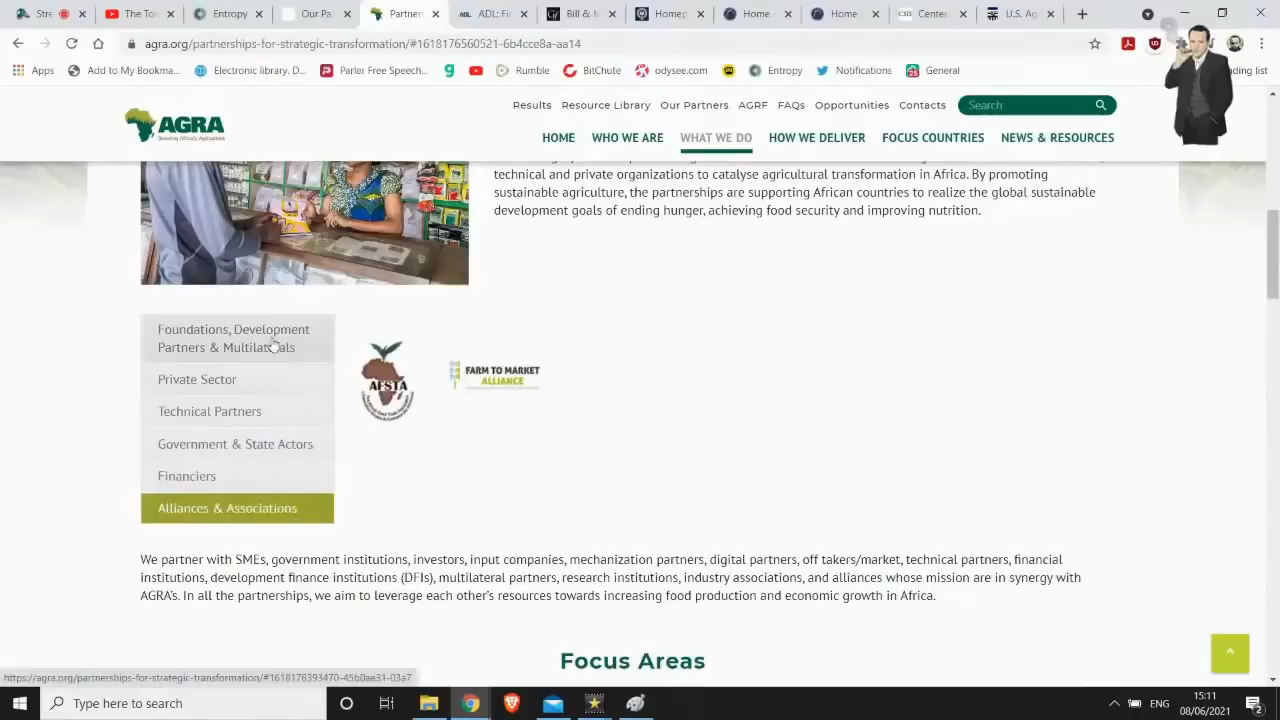 The To
Our Pa
Partner
ADL: Fi
Bill & M
Home -
Home -
Home -
Center
U.S. Ag
agra.org/partnerships-for-strategic-transformation/#1618176560521-6b4cce8a-aa14
Apps
Add to My Bookma...
Electronic library. D...
Parler Free Speech...
Rumble
BitChute
odysee.com
Entropy
Notifications
General
ding list
Results
Resource Library
Our Partners
AGRF
FAQs
Opportunities
Contacts
Search
AGRA
Growing Africa's Agriculture
HOME
WHO WE ARE
WHAT WE DO
HOW WE DELIVER
FOCUS COUNTRIES
NEWS & RESOURCES
technical and private organizations to catalyse agricultural transformation in Africa. By promoting
sustainable agriculture, the partnerships are supporting African countries to realize the global sustainable
development goals of ending hunger, achieving food security and improving nutrition.
Foundations, Development
Partners & Multilaterals
Private Sector
Technical Partners
Government & State Actors
Financiers
Alliances & Associations
AFSTA
FARM TO MARKET
ALLIANCE
We partner with SMEs, government institutions, investors, input companies, mechanization partners, digital partners, off takers/market, technical partners, financial
institutions, development finance institutions (DFIs), multilateral partners, research institutions, industry associations, and alliances whose mission are in synergy with
AGRA's. In all the partnerships, we aim to leverage each other's resources towards increasing food production and economic growth in Africa.
Focus Areas
https://agra.org/partnerships-for-strategic-transformation/#1618176393470-45b0ae31-03a7
Type here to search
ENG
15:11
08/06/2021